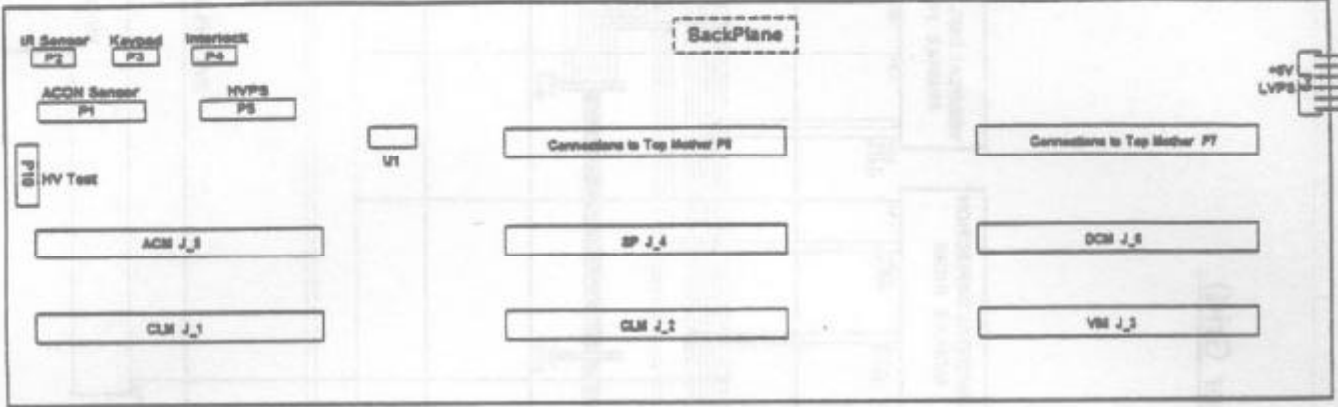 BackPlane
IR Sensor
P2
Keypad
P3
Interlock
P4
ACON Sensor
P1
HVPS
P5
+5V
LVPS
U1
Connections to Top Mother P8
Connections to Top Mother P7
P10
HV Test
ACM J_5
SP J_4
DCM J_6
CLM J_1
CLM J_2
VIM J_3